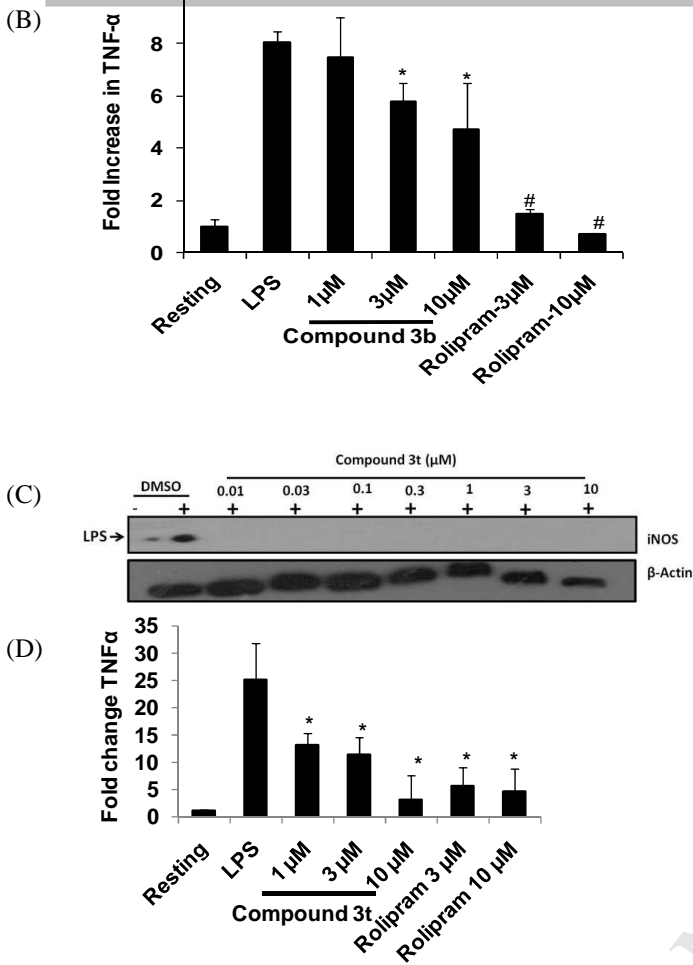 (B)
Fold Increase in TNF-α
8
6
4
2
0
*
*
#
#
Resting
LPS
1µM
3µM
10µM
Rolipram-3µM
Rolipram-10µM
Compound 3b
(C)
Compound 3t (µM)
DMSO
0.01
0.03
0.1
0.3
1
3
10
- + + + + + + + +
LPS→
iNOS
β-Actin
(D)
Fold change TNFα
35
30
25
20
15
10
5
0
*
*
*
*
*
Resting
LPS
1 µM
3 µM
10 µM
Rolipram 3 µM
Rolipram 10 µM
Compound 3t